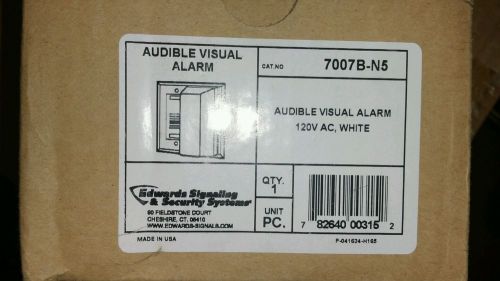 AUDIBLE VISUAL
ALARM
CAT.NO 7007B-N5
AUDIBLE VISUAL ALARM
120V AC, WHITE
Edwards Signaling
& Security Systems
90 FIELDSTONE COURT
CHESHIRE, CT. 06410
WWW.EDWARDS-SIGNALS.COM
QTY.
1
UNIT
PC.
7 82640 00315 2
MADE IN USA
P-041634-H195